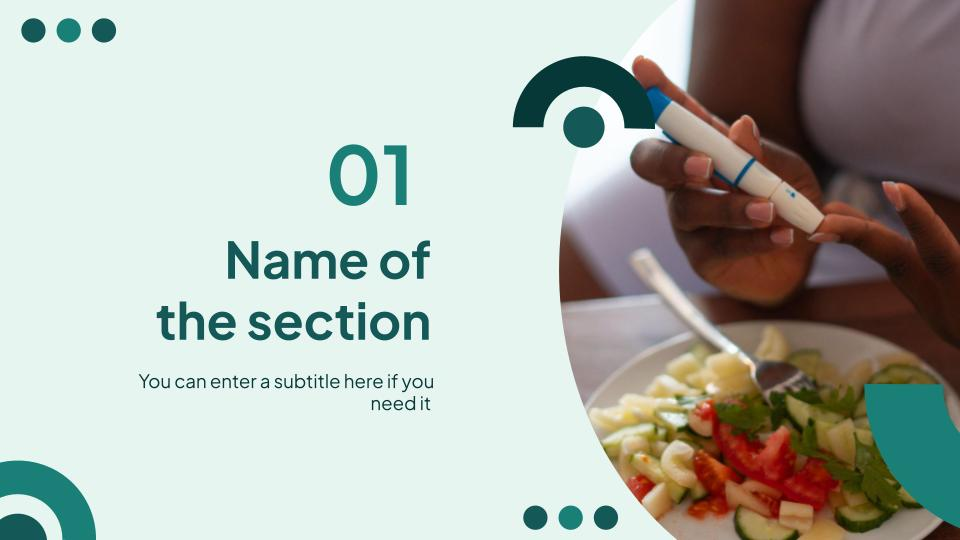 01
Name of
the section
You can enter a subtitle here if you
need it